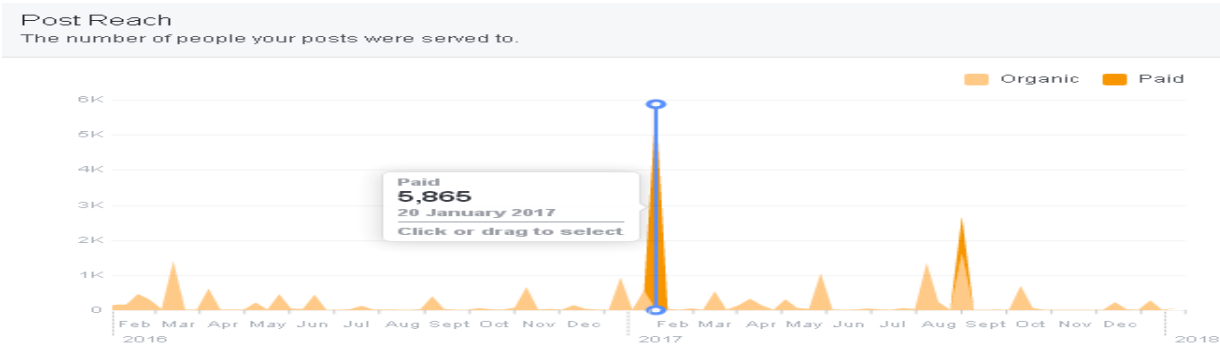 Post Reach
The number of people your posts were served to.
Organic Paid
6K
5K
4K
3K
2K
1K
0
Paid
5,865
20 January 2017
Click or drag to select
Feb Mar Apr May Jun Jul Aug Sept Oct Nov Dec Feb Mar Apr May Jun Jul Aug Sept Oct Nov Dec
2016 2017 2018